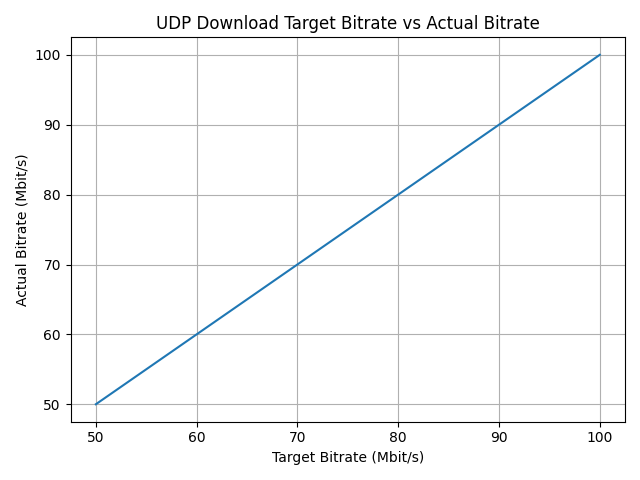 UDP Download Target Bitrate vs Actual Bitrate
100
90
80
70
60
50
Actual Bitrate (Mbit/s)
50 60 70 80 90 100
Target Bitrate (Mbit/s)